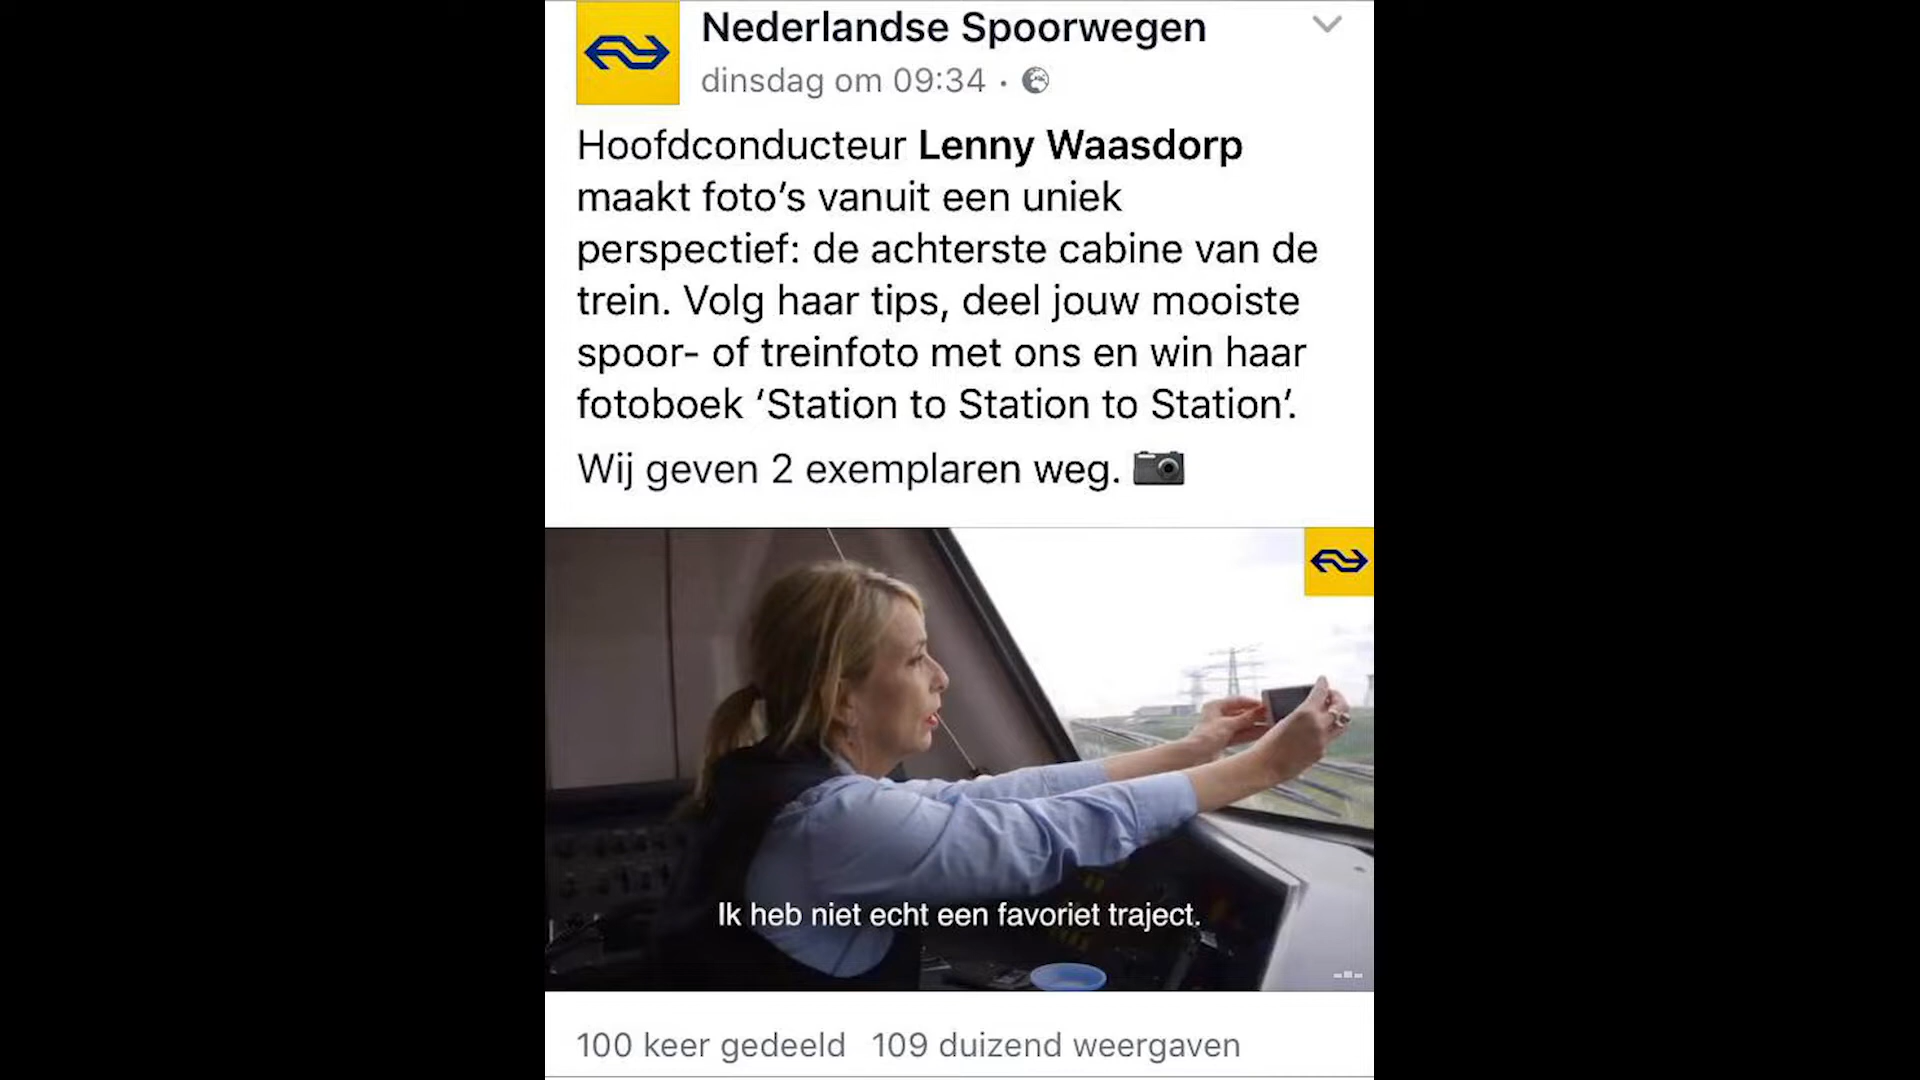 Nederlandse Spoorwegen
dinsdag om 09:34 ·
Hoofdconducteur Lenny Waasdorp
maakt foto's vanuit een uniek
perspectief: de achterste cabine van de
trein. Volg haar tips, deel jouw mooiste
spoor- of treinfoto met ons en win haar
fotoboek ‘Station to Station to Station’.
Wij geven 2 exemplaren weg. 📷
Ik heb niet echt een favoriet traject.
100 keer gedeeld 109 duizend weergaven